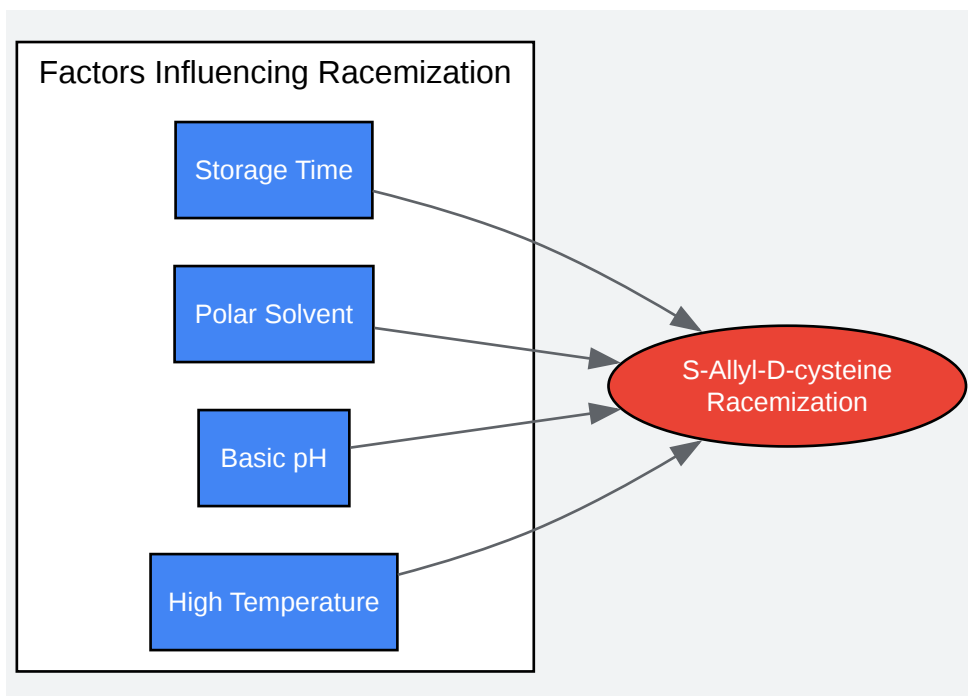 Factors Influencing Racemization
Storage Time
Polar Solvent
Basic pH
High Temperature
S-Allyl-D-cysteine
Racemization